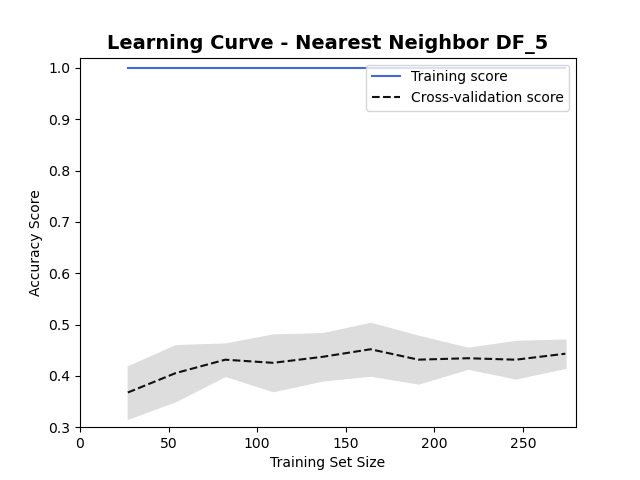 Learning Curve - Nearest Neighbor DF_5
Training score
Cross-validation score
1.0
0.9
0.8
0.7
0.6
0.5
0.4
0.3
Accuracy Score
0 50 100 150 200 250
Training Set Size